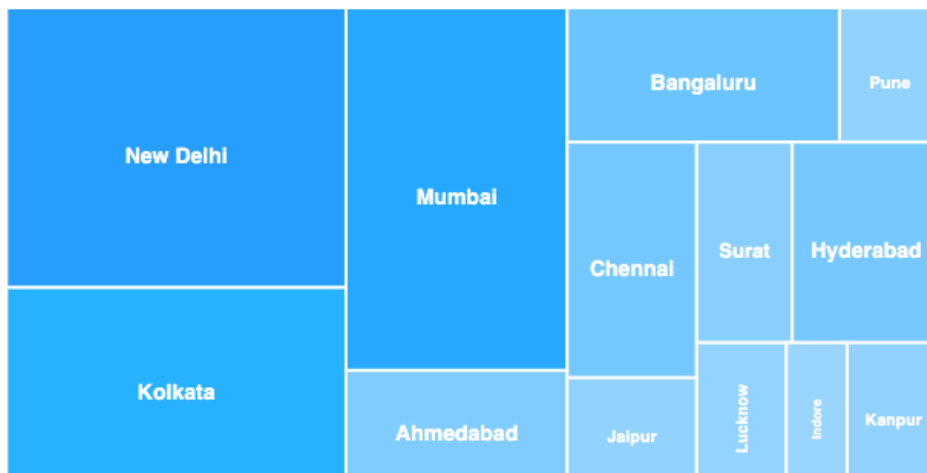 New Delhi
Kolkata
Mumbai
Ahmedabad
Bangaluru
Pune
Chennai
Surat
Hyderabad
Jaipur
Lucknow
Indore
Kanpur